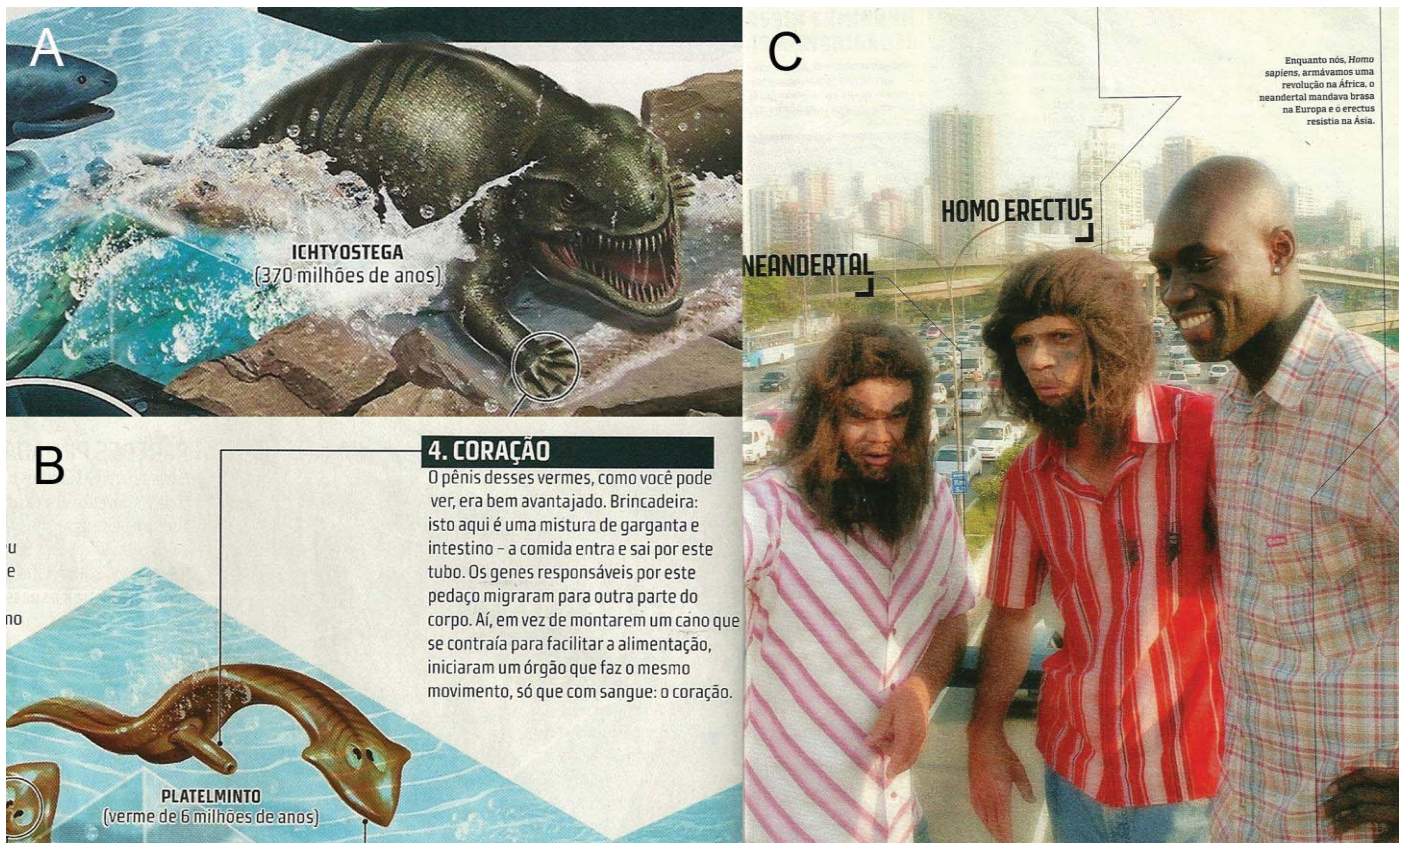 A
ICHTYOSTEGA
(370 milhões de anos)
B
4. CORAÇÃO
O pênis desses vermes, como você pode
ver, era bem avantajado. Brincadeira:
isto aqui é uma mistura de garganta e
intestino – a comida entra e sai por este
tubo. Os genes responsáveis por este
pedaço migraram para outra parte do
corpo. Aí, em vez de montarem um cano que
se contraía para facilitar a alimentação,
iniciaram um órgão que faz o mesmo
movimento, só que com sangue: o coração.
PLATELMINTO
(verme de 6 milhões de anos)
C
Enquanto nós, Homo
sapiens, armávamos uma
revolução na África, o
neandertal mandava brasa
na Europa e o erectus
resistia na Ásia.
HOMO ERECTUS
NEANDERTAL